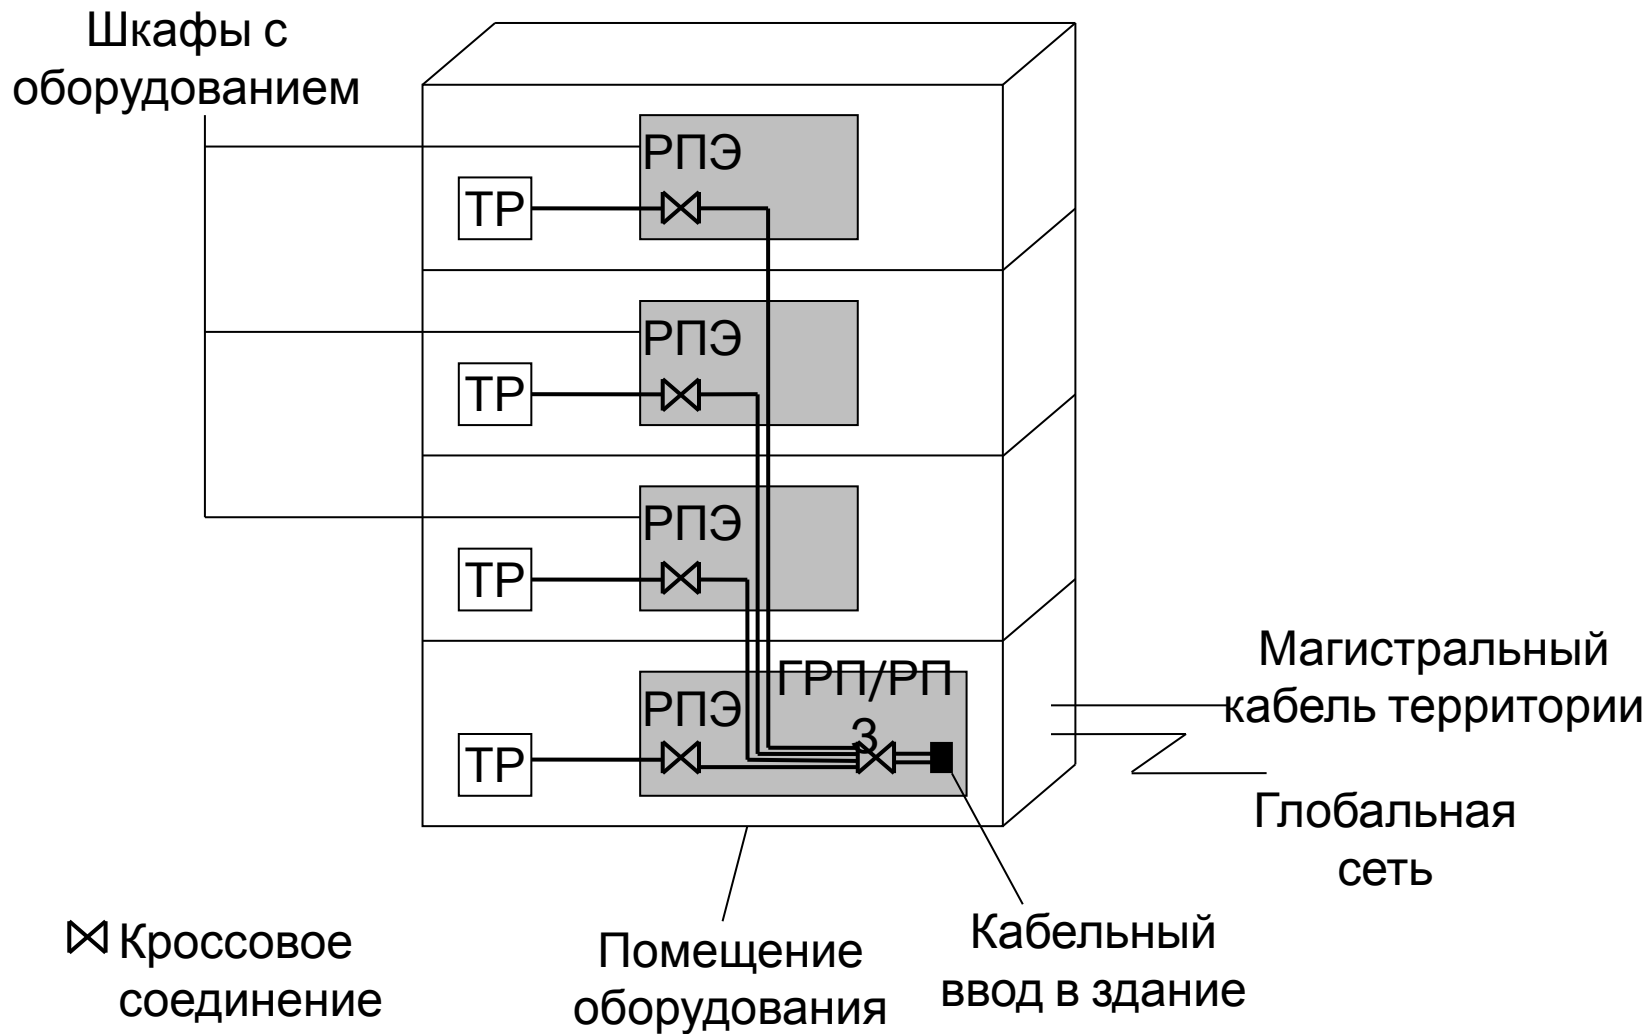 Шкафы с
оборудованием
РПЭ
ТР
РПЭ
ТР
РПЭ
ТР
РПЭ
ГРП/РП
З
ТР
Магистральный
кабель территории
Глобальная
сеть
Кроссовое
соединение
Помещение
оборудования
Кабельный
ввод в здание